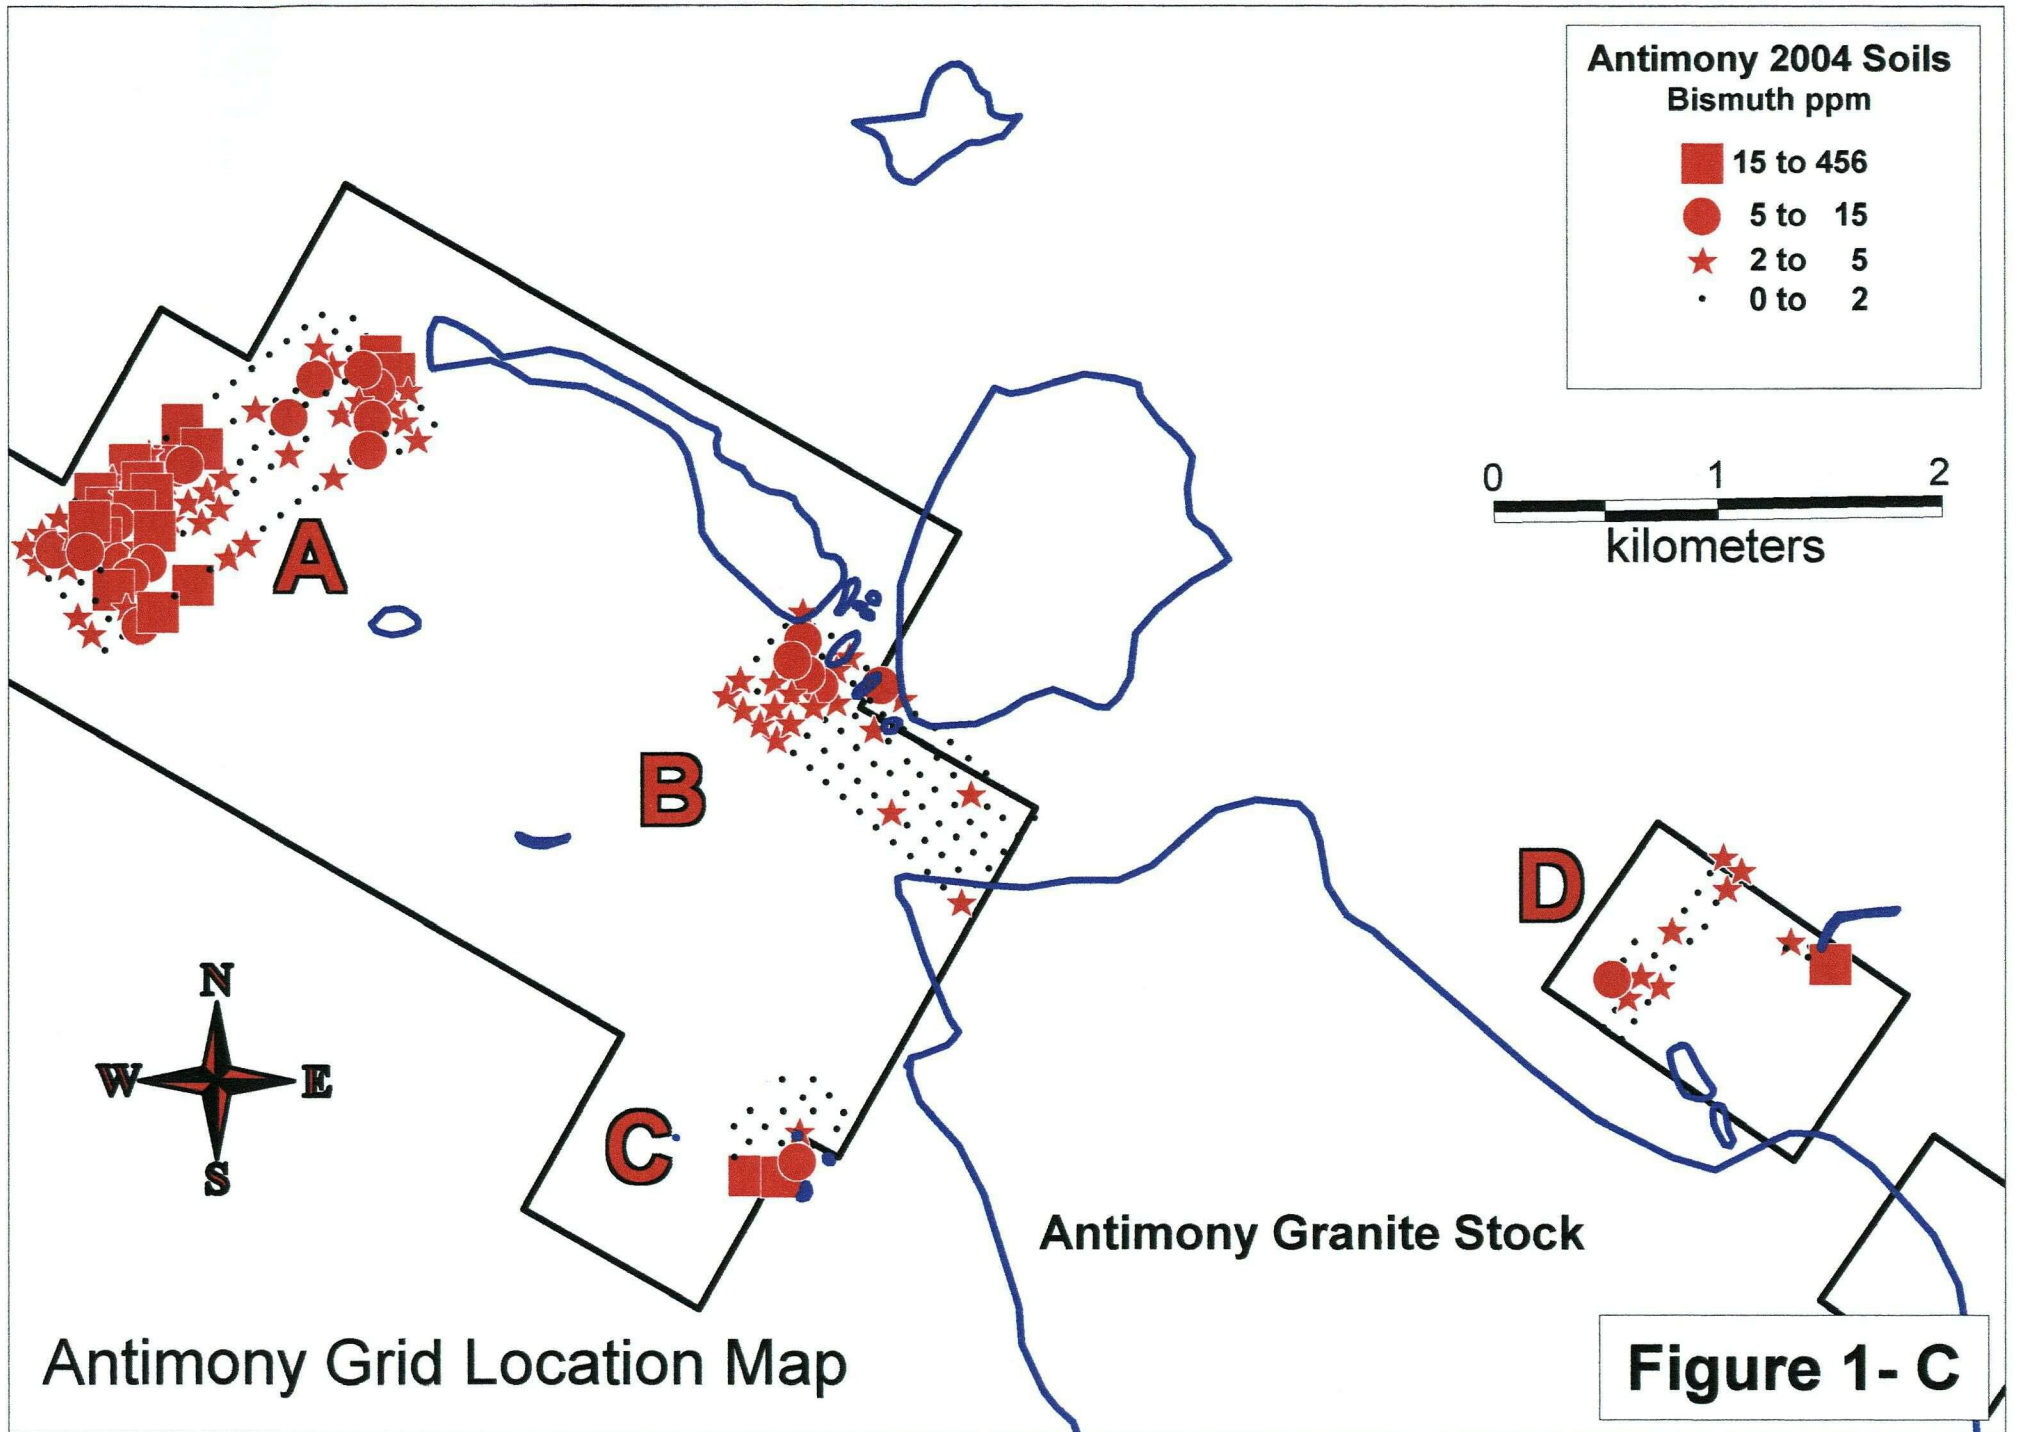 Antimony 2004 Soils
Bismuth ppm
15 to 456
5 to 15
2 to 5
0 to 2
0 1 2
kilometers
A
B
D
N
W E
S
C
Antimony Granite Stock
Antimony Grid Location Map
Figure 1- C